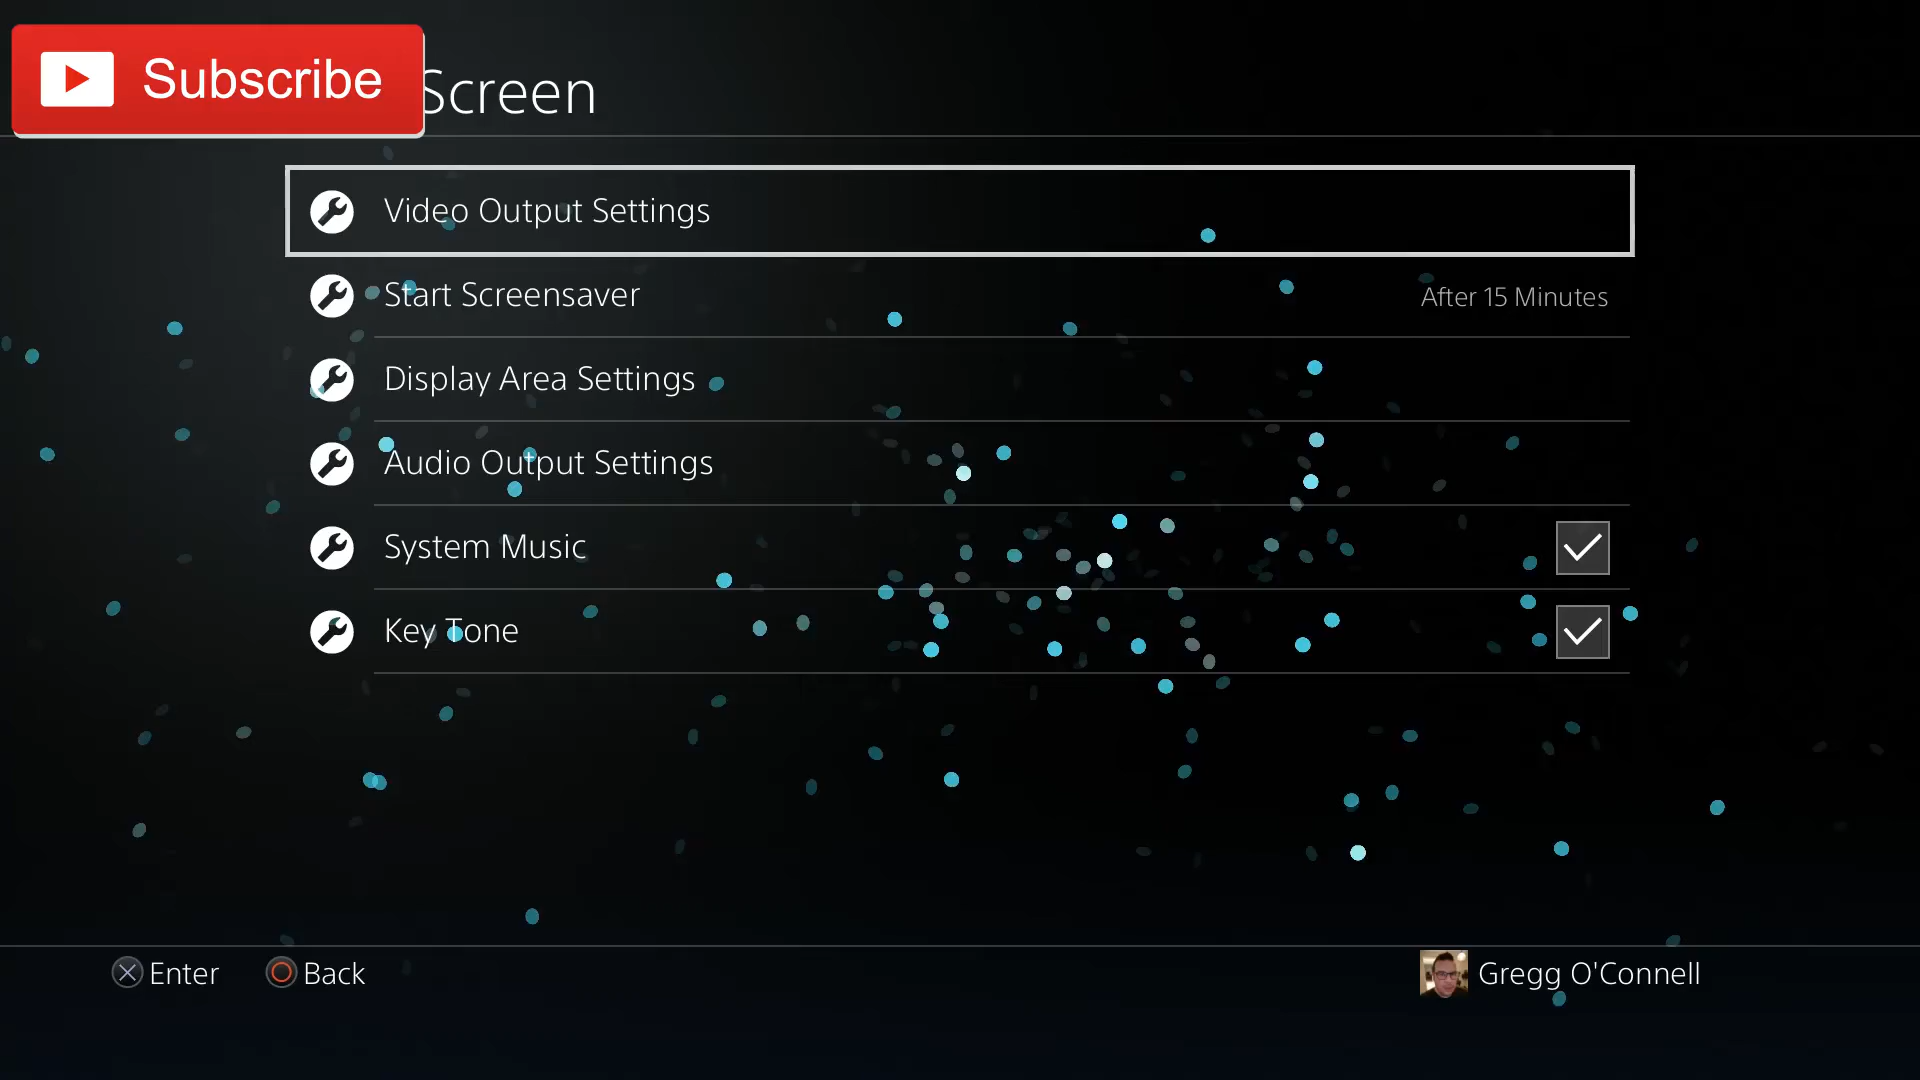 Subscribe
Screen
Video Output Settings
Start Screensaver After 15 Minutes
Display Area Settings
Audio Output Settings
System Music
Key Tone
Enter Back Gregg O'Connell